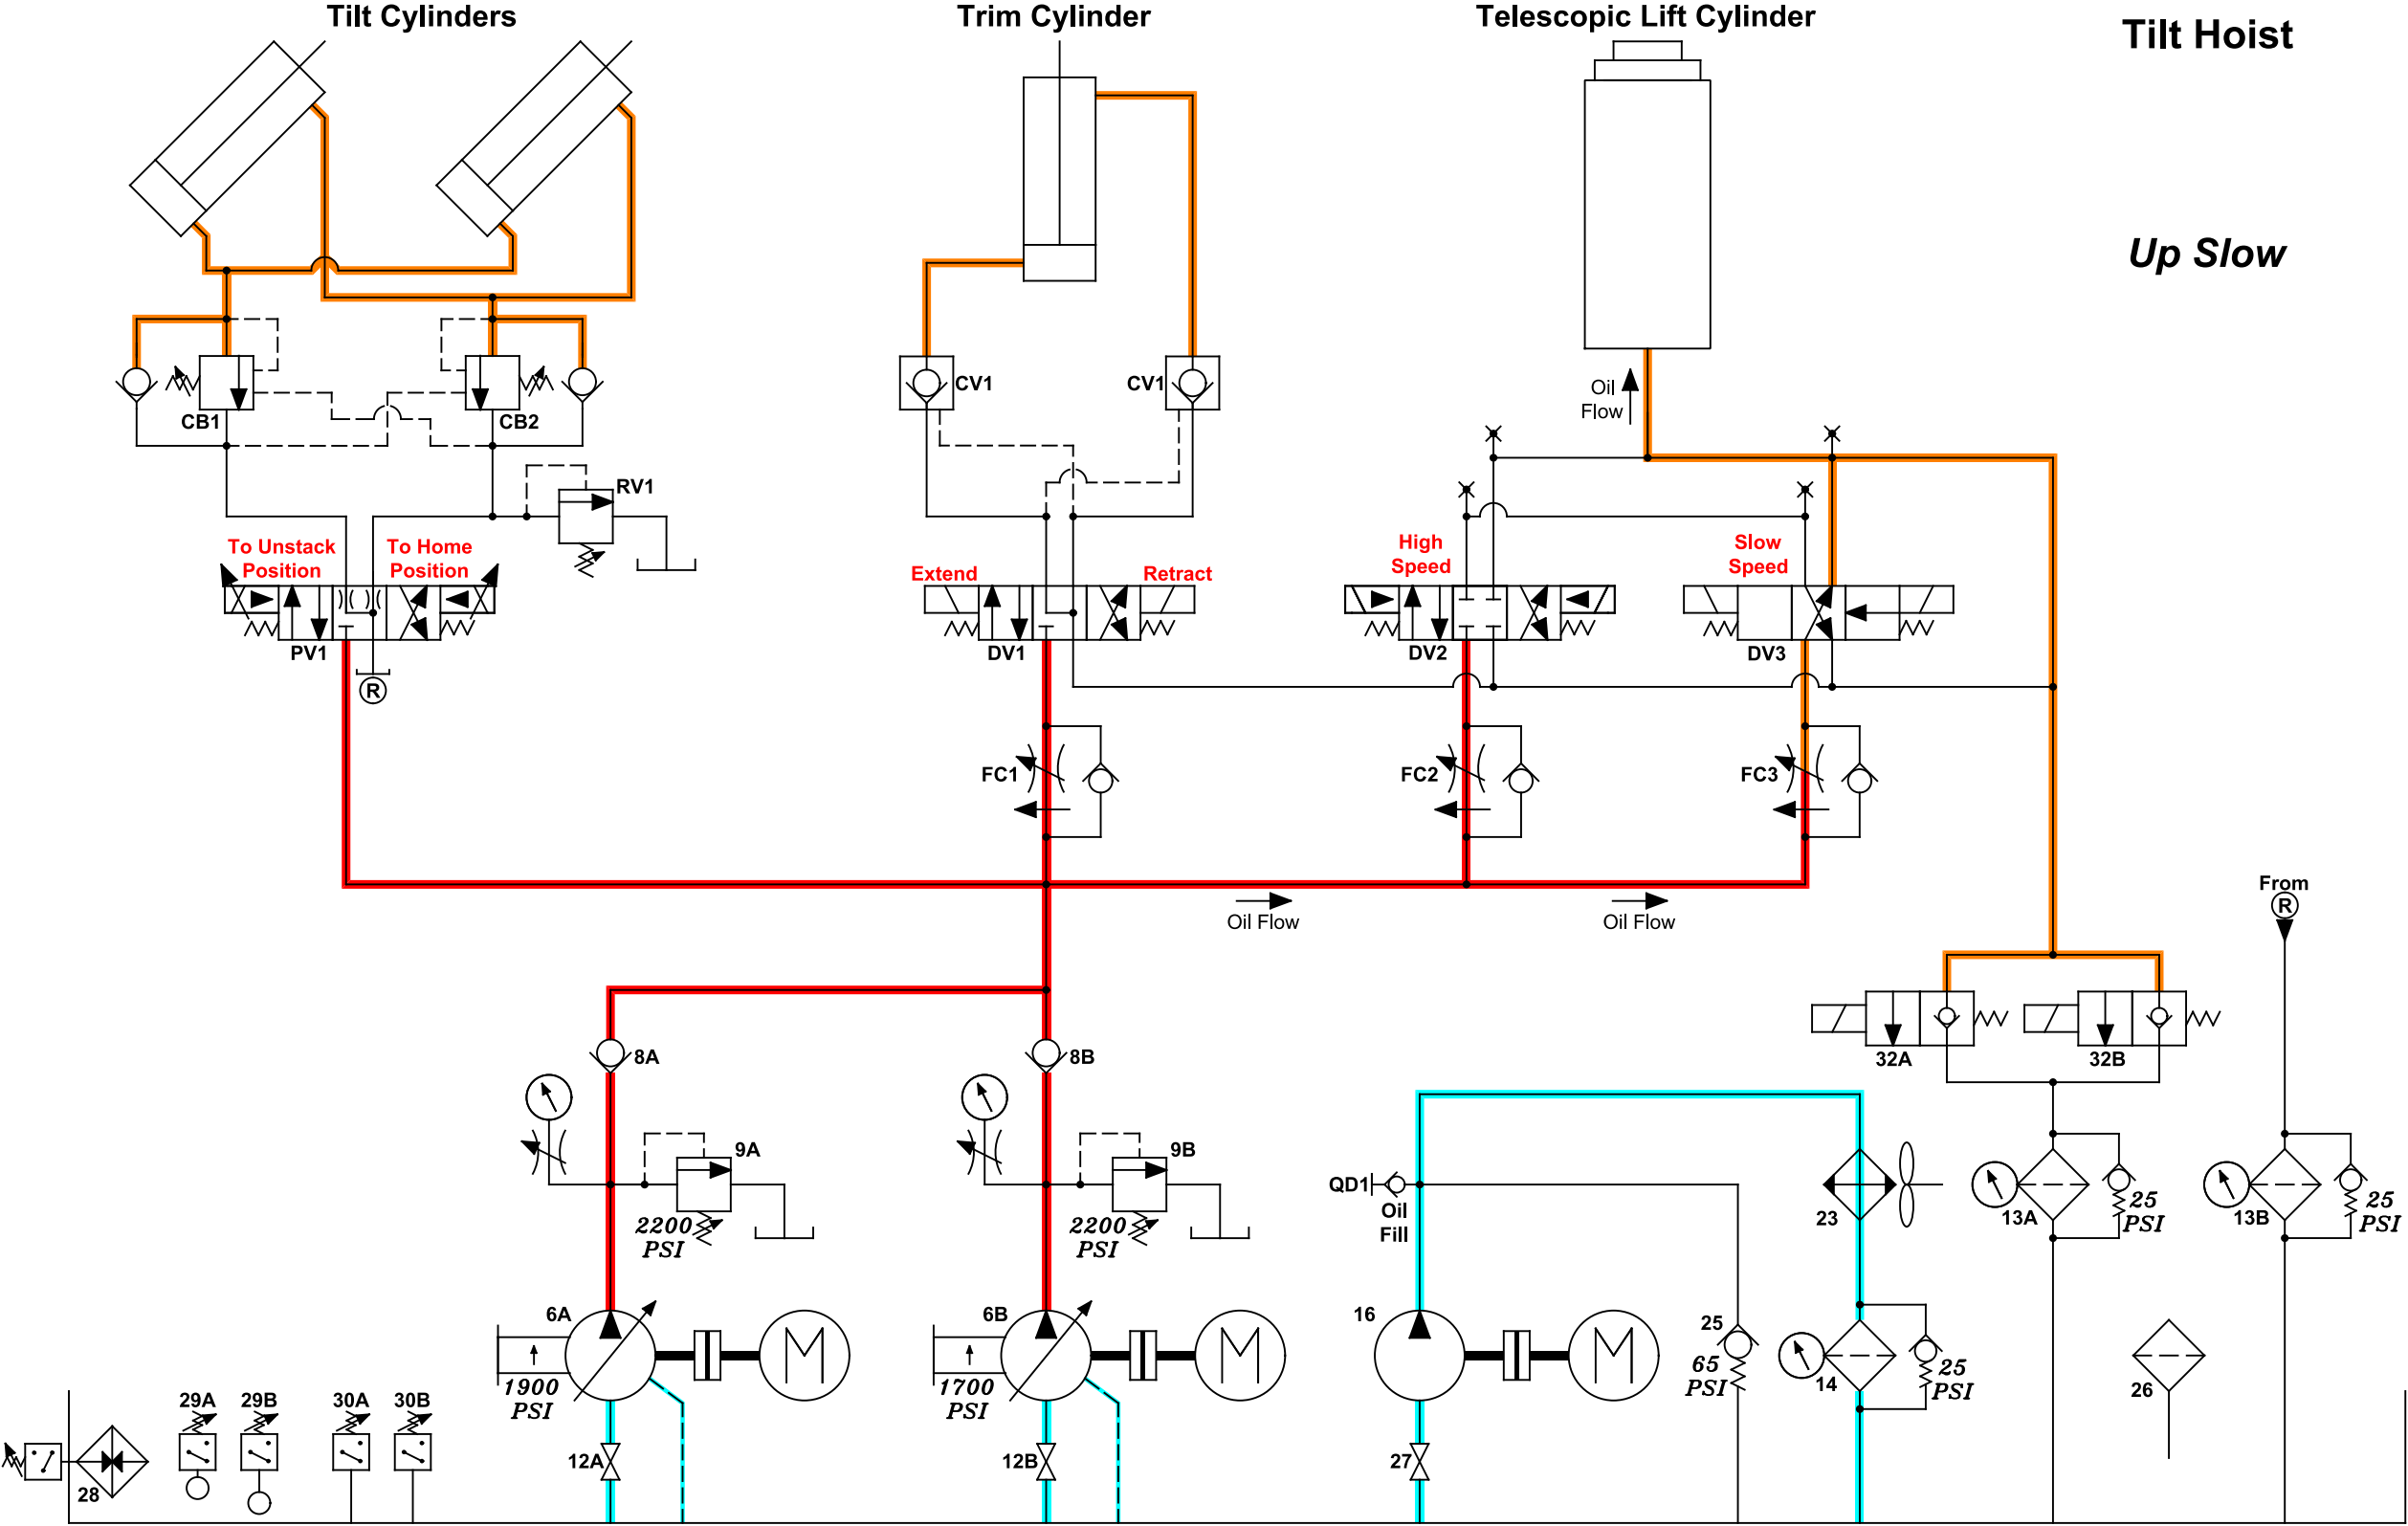 Tilt Cylinders
Trim Cylinder
Telescopic Lift Cylinder
Tilt Hoist
Up Slow
CB1
CB2
CV1
CV1
Oil
Flow
RV1
To Unstack
Position
To Home
Position
Extend
Retract
High
Speed
Slow
Speed
PV1
R
DV1
DV2
DV3
FC1
FC2
FC3
Oil Flow
Oil Flow
From
R
8A
8B
32A
32B
9A
9B
2200
PSI
2200
PSI
QD1
Oil
Fill
23
13A
25
PSI
13B
25
PSI
6A
M
6B
M
16
M
25
65
PSI
14
25
PSI
26
1900
PSI
1700
PSI
29A
29B
30A
30B
28
12A
12B
27